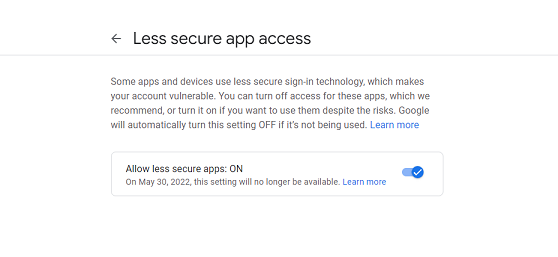 Less secure app access
Some apps and devices use less secure sign-in technology, which makes
your account vulnerable. You can turn off access for these apps, which we
recommend, or turn it on if you want to use them despite the risks. Google
will automatically turn this setting OFF if it's not being used. Learn more
Allow less secure apps: ON
On May 30, 2022, this setting will no longer be available. Learn more